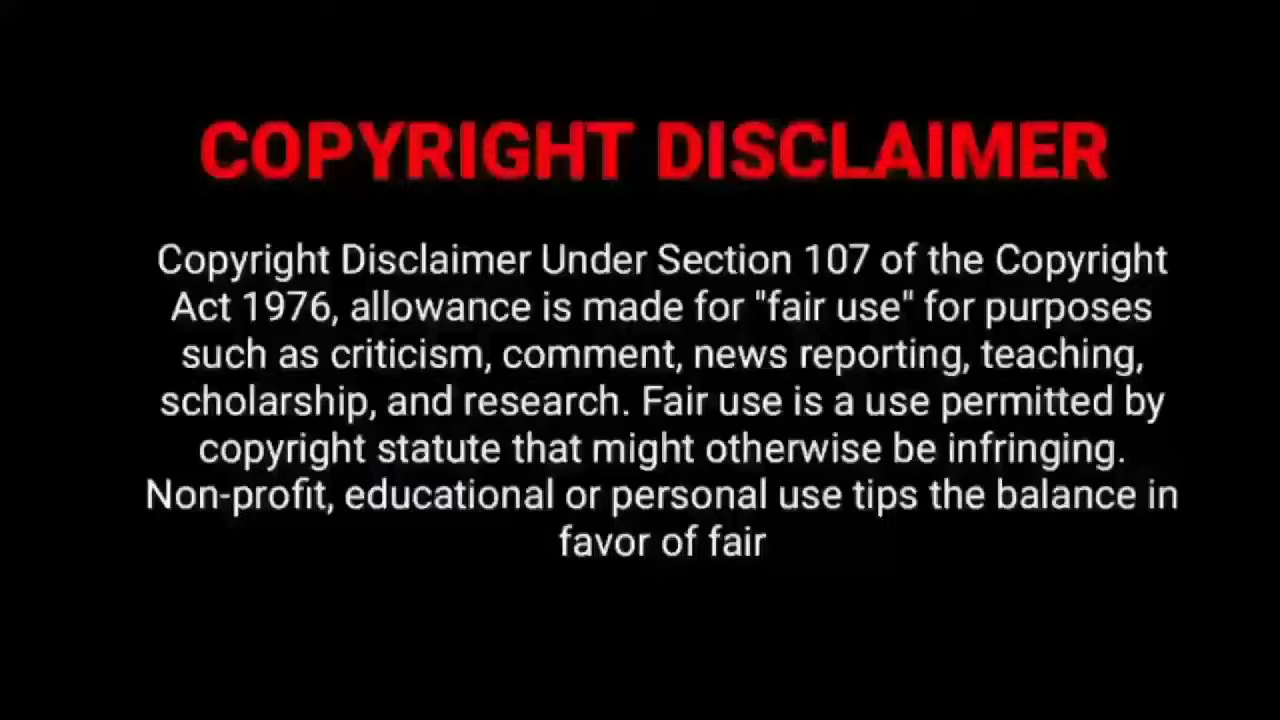 COPYRIGHT DISCLAIMER
Copyright Disclaimer Under Section 107 of the Copyright
Act 1976, allowance is made for "fair use" for purposes
such as criticism, comment, news reporting, teaching,
scholarship, and research. Fair use is a use permitted by
copyright statute that might otherwise be infringing.
Non-profit, educational or personal use tips the balance in
favor of fair